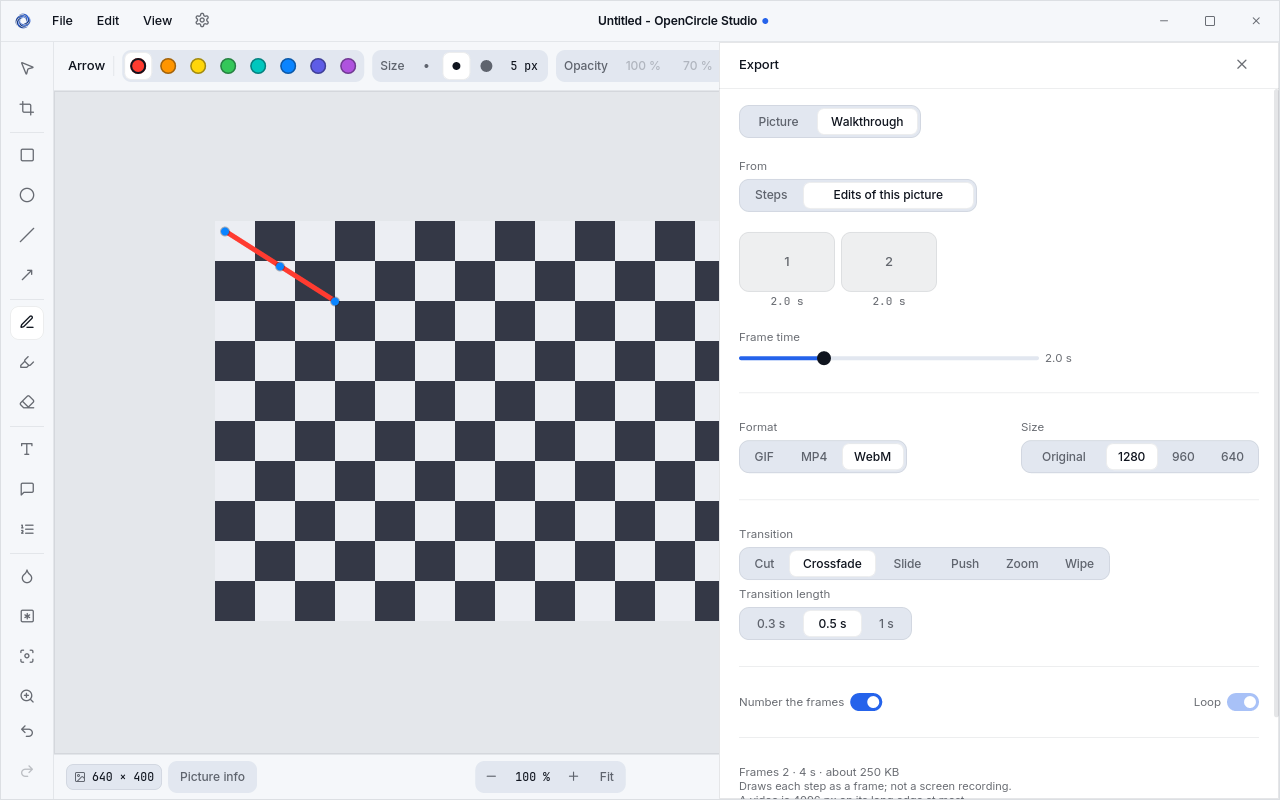 File Edit View Untitled - OpenCircle Studio
Arrow Size 5 px Opacity 100 % 70 %
Export
Picture Walkthrough
From
Steps Edits of this picture
1 2
2.0 s 2.0 s
Frame time
2.0 s
Format Size
GIF MP4 WebM Original 1280 960 640
Transition
Cut Crossfade Slide Push Zoom Wipe
Transition length
0.3 s 0.5 s 1 s
Number the frames Loop
Frames 2 · 4 s · about 250 KB
Draws each step as a frame; not a screen recording.
640 × 400 Picture info 100 % Fit